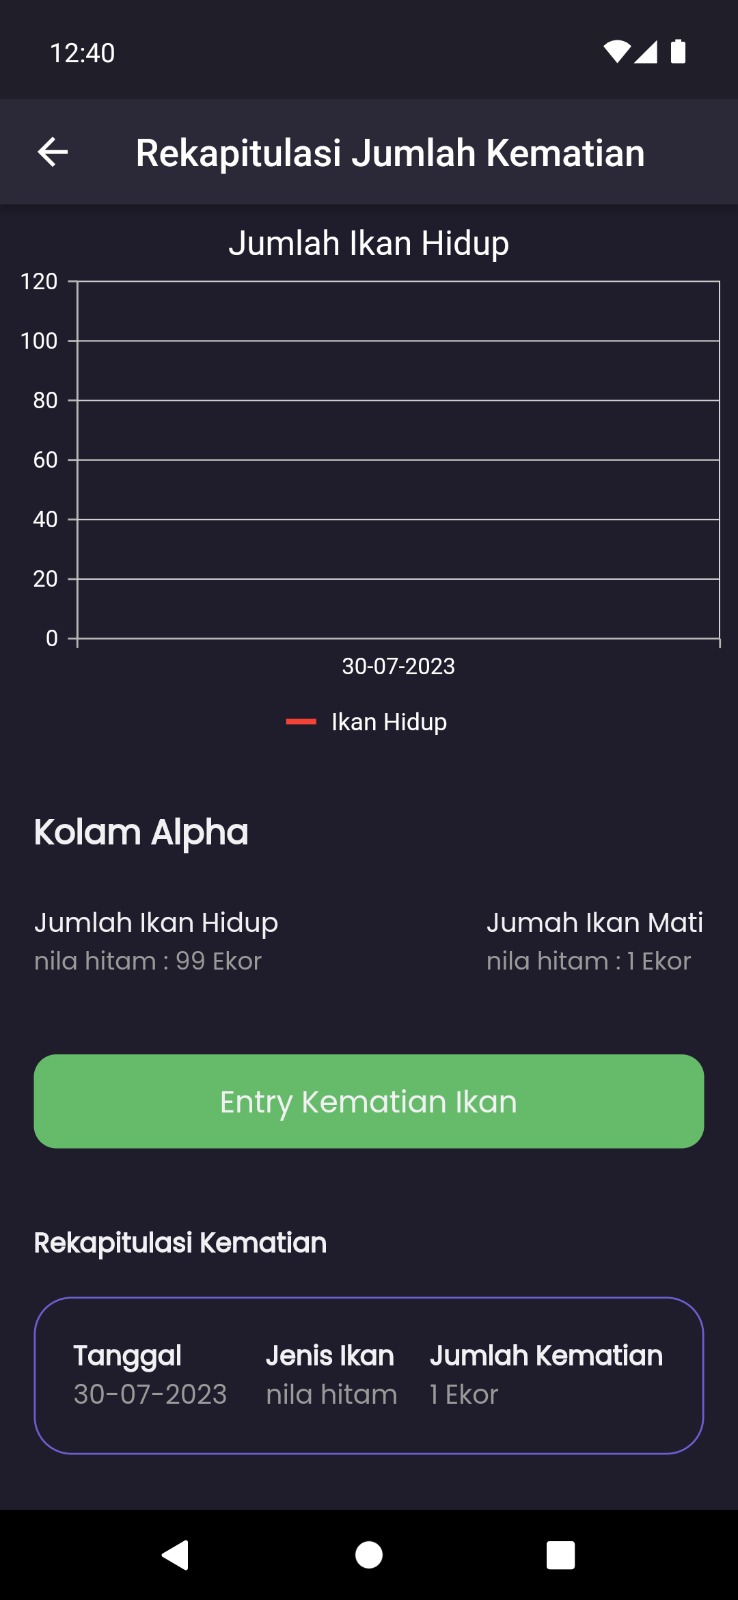 12:40
Rekapitulasi Jumlah Kematian
Jumlah Ikan Hidup
120
100
80
60
40
20
0
30-07-2023
Ikan Hidup
Kolam Alpha
Jumlah Ikan Hidup
nila hitam : 99 Ekor
Jumah Ikan Mati
nila hitam : 1 Ekor
Entry Kematian Ikan
Rekapitulasi Kematian
Tanggal Jenis Ikan Jumlah Kematian
30-07-2023 nila hitam 1 Ekor